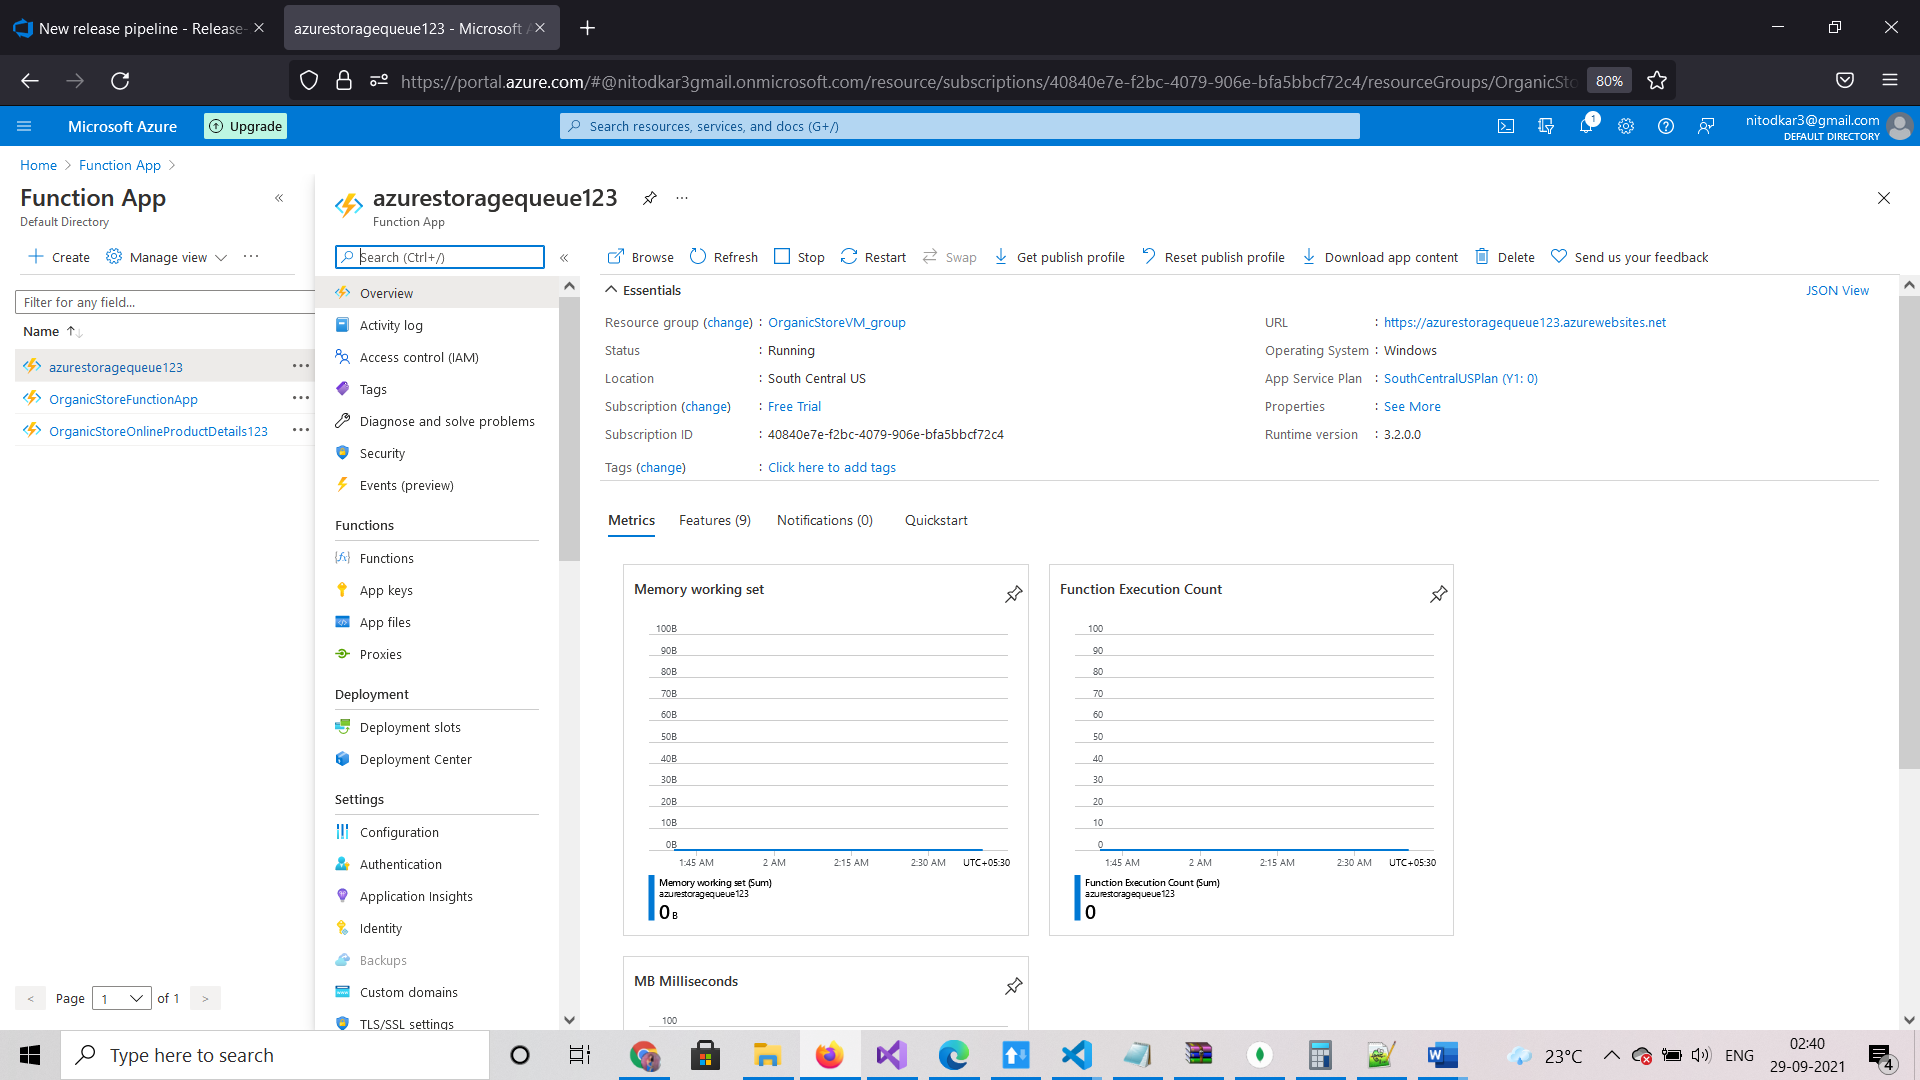 New release pipeline - Release-
azurestoragequeue123 - Microsoft A
https://portal.azure.com/#@nitodkar3gmail.onmicrosoft.com/resource/subscriptions/40840e7e-f2bc-4079-906e-bfa5bbcf72c4/resourceGroups/OrganicSto
80%
Microsoft Azure
Upgrade
Search resources, services, and docs (G+/)
1
nitodkar3@gmail.com
DEFAULT DIRECTORY
Home > Function App >
Function App
Default Directory
Create
Manage view
Filter for any field...
Name
azurestoragequeue123
OrganicStoreFunctionApp
OrganicStoreOnlineProductDetails123
< Page 1 of 1 >
azurestoragequeue123
Function App
Search (Ctrl+/)
Overview
Activity log
Access control (IAM)
Tags
Diagnose and solve problems
Security
Events (preview)
Functions
Functions
App keys
App files
Proxies
Deployment
Deployment slots
Deployment Center
Settings
Configuration
Authentication
Application Insights
Identity
Backups
Custom domains
TLS/SSL settings
Browse Refresh Stop Restart Swap Get publish profile Reset publish profile Download app content Delete Send us your feedback
Essentials
JSON View
Resource group (change) : OrganicStoreVM_group
Status : Running
Location : South Central US
Subscription (change) : Free Trial
Subscription ID : 40840e7e-f2bc-4079-906e-bfa5bbcf72c4
Tags (change) : Click here to add tags
URL : https://azurestoragequeue123.azurewebsites.net
Operating System : Windows
App Service Plan : SouthCentralUSPlan (Y1: 0)
Properties : See More
Runtime version : 3.2.0.0
Metrics Features (9) Notifications (0) Quickstart
Memory working set
100B
90B
80B
70B
60B
50B
40B
30B
20B
10B
0B
1:45 AM 2 AM 2:15 AM 2:30 AM UTC+05:30
Memory working set (Sum)
azurestoragequeue123
0 B
Function Execution Count
100
90
80
70
60
50
40
30
20
10
0
1:45 AM 2 AM 2:15 AM 2:30 AM UTC+05:30
Function Execution Count (Sum)
azurestoragequeue123
0
MB Milliseconds
100
Type here to search
23°C
ENG
02:40
29-09-2021
4